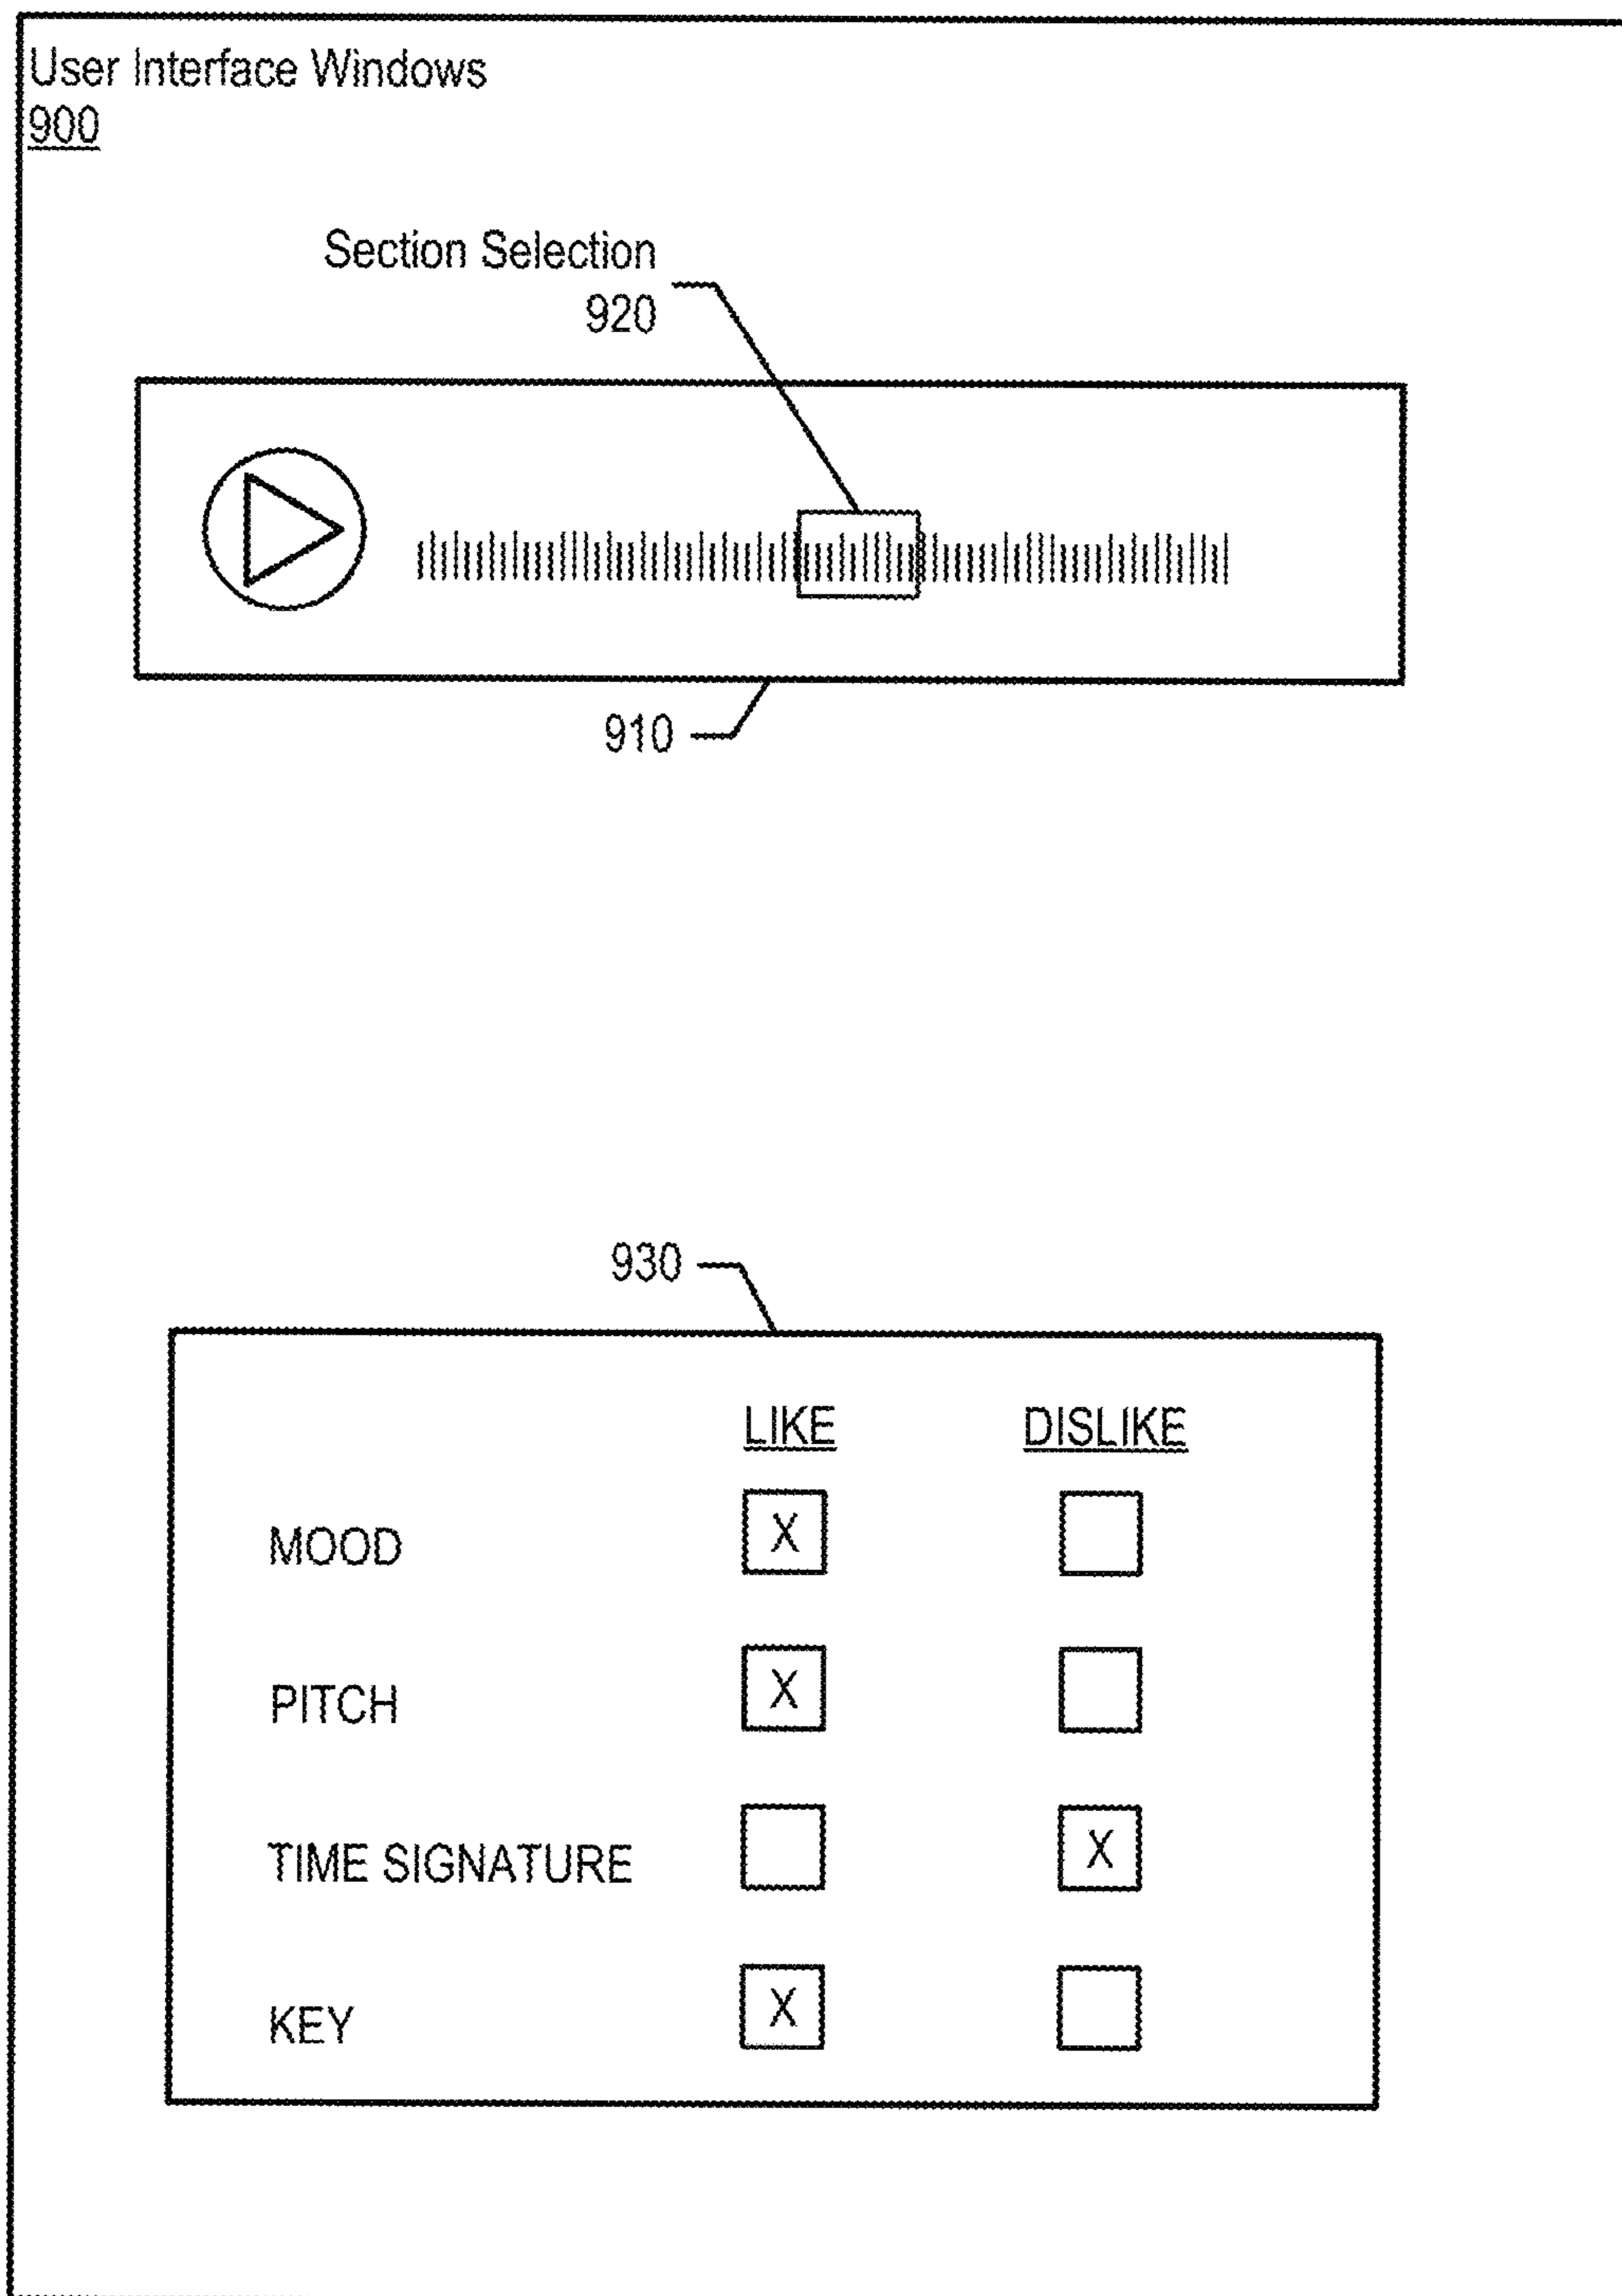 User Interface Windows
900
Section Selection
920
910
930
LIKE DISLIKE
MOOD X
PITCH X
TIME SIGNATURE X
KEY X